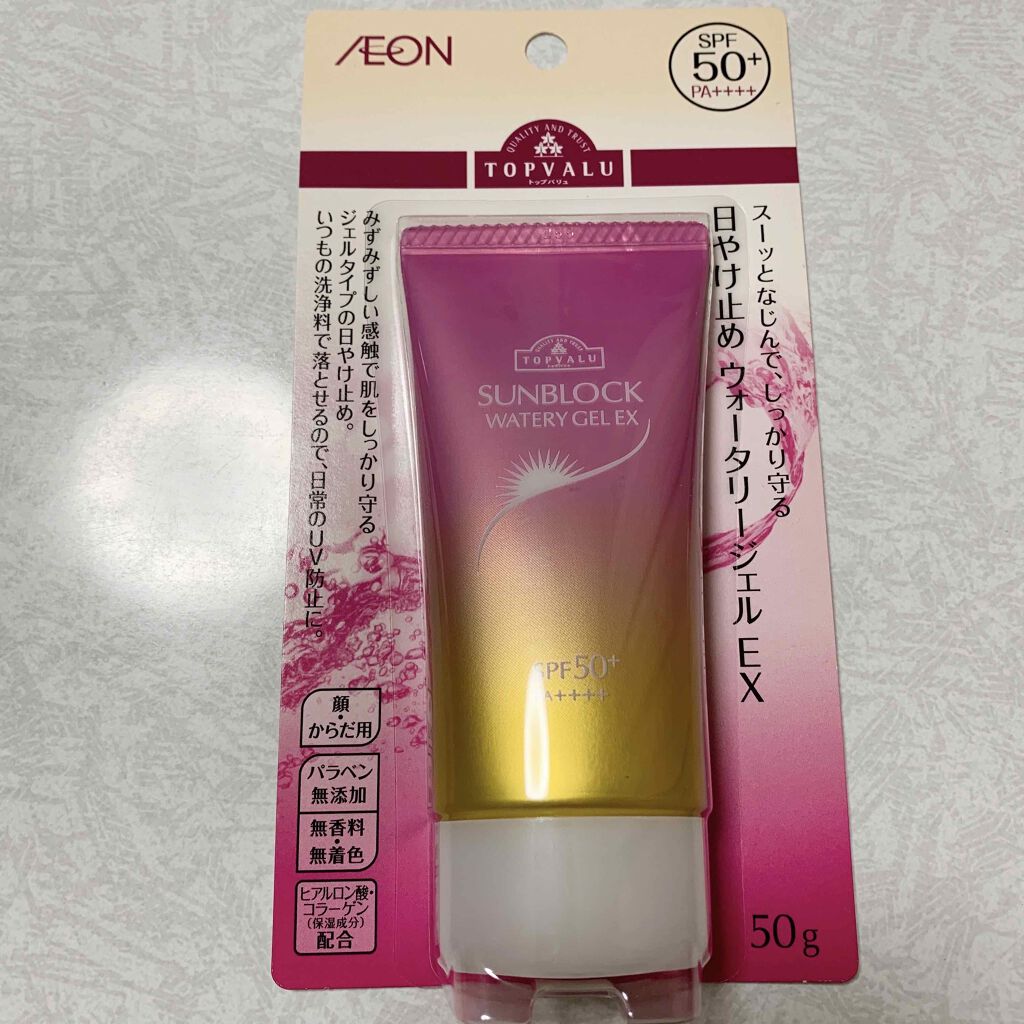 ÆON
SPF
50+
PA++++
QUALITY AND TRUST
TOPVALU
トップバリュ
スーッとなじんで、しっかり守る
日やけ止め ウォータリージェル EX
みずみずしい感触で肌をしっかり守る
ジェルタイプの日やけ止め。
いつもの洗浄料で落とせるので、日常のUV防止に。
QUALITY AND TRUST
TOPVALU
SUNBLOCK
WATERY GEL EX
SPF50+
PA++++
顔・
からだ用
パラベン
無添加
無香料・
無着色
ヒアルロン酸・
コラーゲン
(保湿成分)
配合
50g